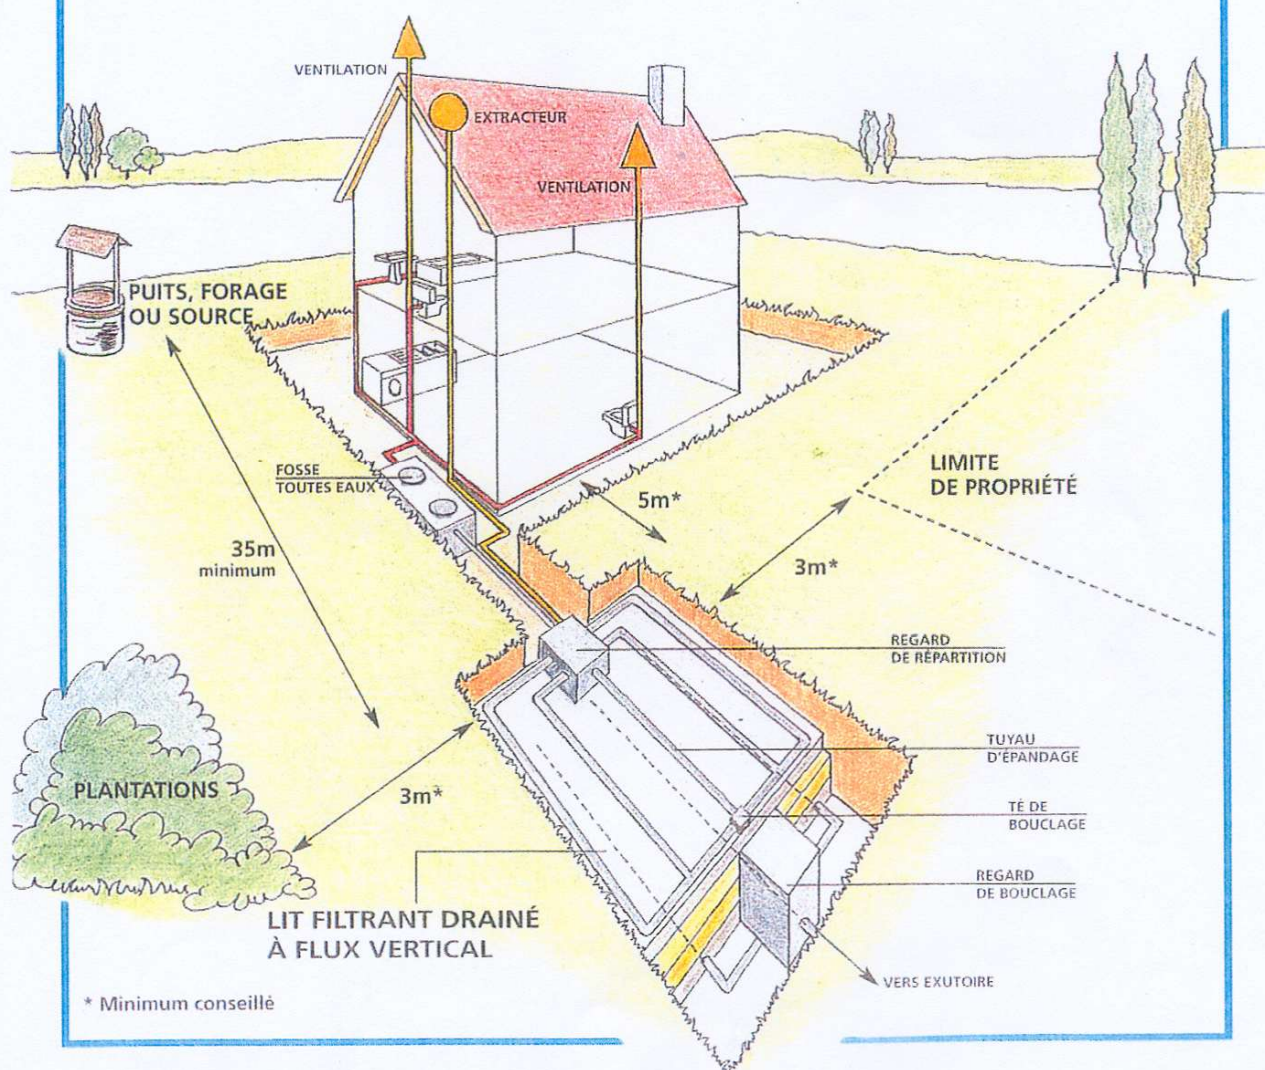 VENTILATION
EXTRACTEUR
VENTILATION
PUITS, FORAGE
OU SOURCE
FOSSE
TOUTES EAUX
5m*
LIMITE
DE PROPRIÉTÉ
35m
minimum
3m*
REGARD
DE RÉPARTITION
TUYAU
D'ÉPANDAGE
PLANTATIONS
3m*
TÉ DE
BOUCLAGE
REGARD
DE BOUCLAGE
LIT FILTRANT DRAINÉ
À FLUX VERTICAL
VERS EXUTOIRE
* Minimum conseillé